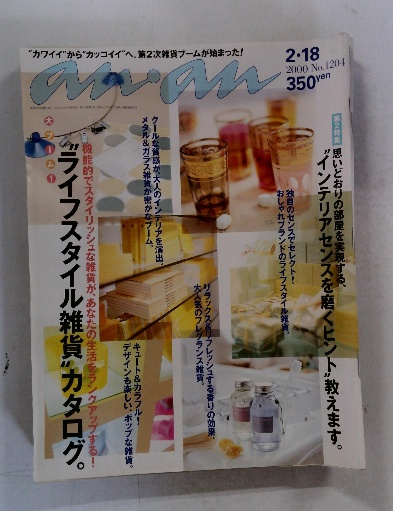 "カワイイ"から"カッコイイ"へ、第2次雑貨ブームが始まった!
an·an
2·18
2000 No.1204
350yen
思いどおりの部屋を実現する、
"インテリアセンスを磨くヒント"教えます。
クールな質感が、大人のインテリアを演出。
メタル&ガラス雑貨が密かなブーム。
独自のセンスでセレクト!
おしゃれブランドのライフスタイル雑貨。
大ブーム!
機能的でスタイリッシュな雑貨が、あなたの生活をランクアップする!
"ライフスタイル雑貨"カタログ。
リラックス&リフレッシュする香りの効果。
大人気のフレグランス雑貨。
キュート&カラフル!
デザインも楽しい、ポップな雑貨。